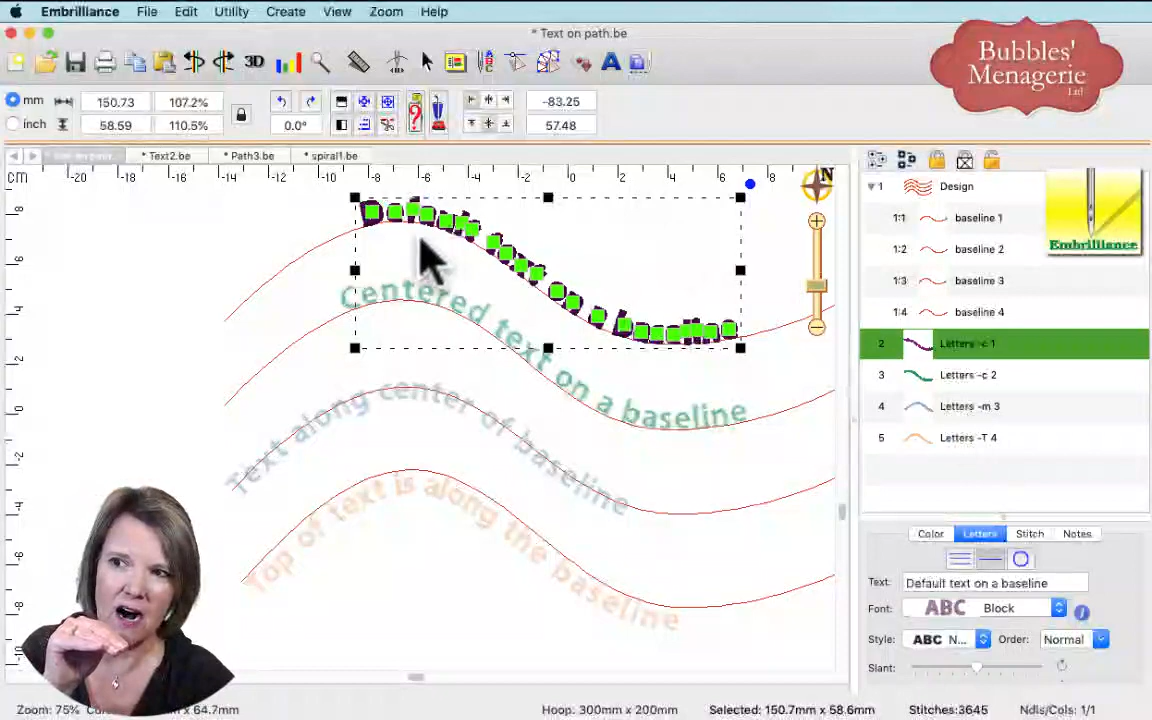 Embrilliance File Edit Utility Create View Zoom Help
* Text on path.be
3D
Bubbles'
Menagerie
Ltd
mm 150.73 107.2% -83.25
inch 58.59 110.5% 0.0° 57.48
* Text2.be * Path3.be * spiral1.be
CM -20 -18 -16 -14 -12 -10 -8 -6 -4 -2 0 2 4 6 8
N
Centered text on a baseline
Text along center of baseline
Top of text is along the baseline
1 Design
1:1 baseline 1
1:2 baseline 2
1:3 baseline 3
1:4 baseline 4
2 Letters -c 1
3 Letters -c 2
4 Letters -m 3
5 Letters -T 4
Embrilliance
Color Letters Stitch Notes
Text: Default text on a baseline
Font: ABC Block
Style: ABC N... Order: Normal
Slant:
Zoom: 75% x 64.7mm Hoop: 300mm x 200mm Selected: 150.7mm x 58.6mm Stitches:3645 Ndls/Cols: 1/1